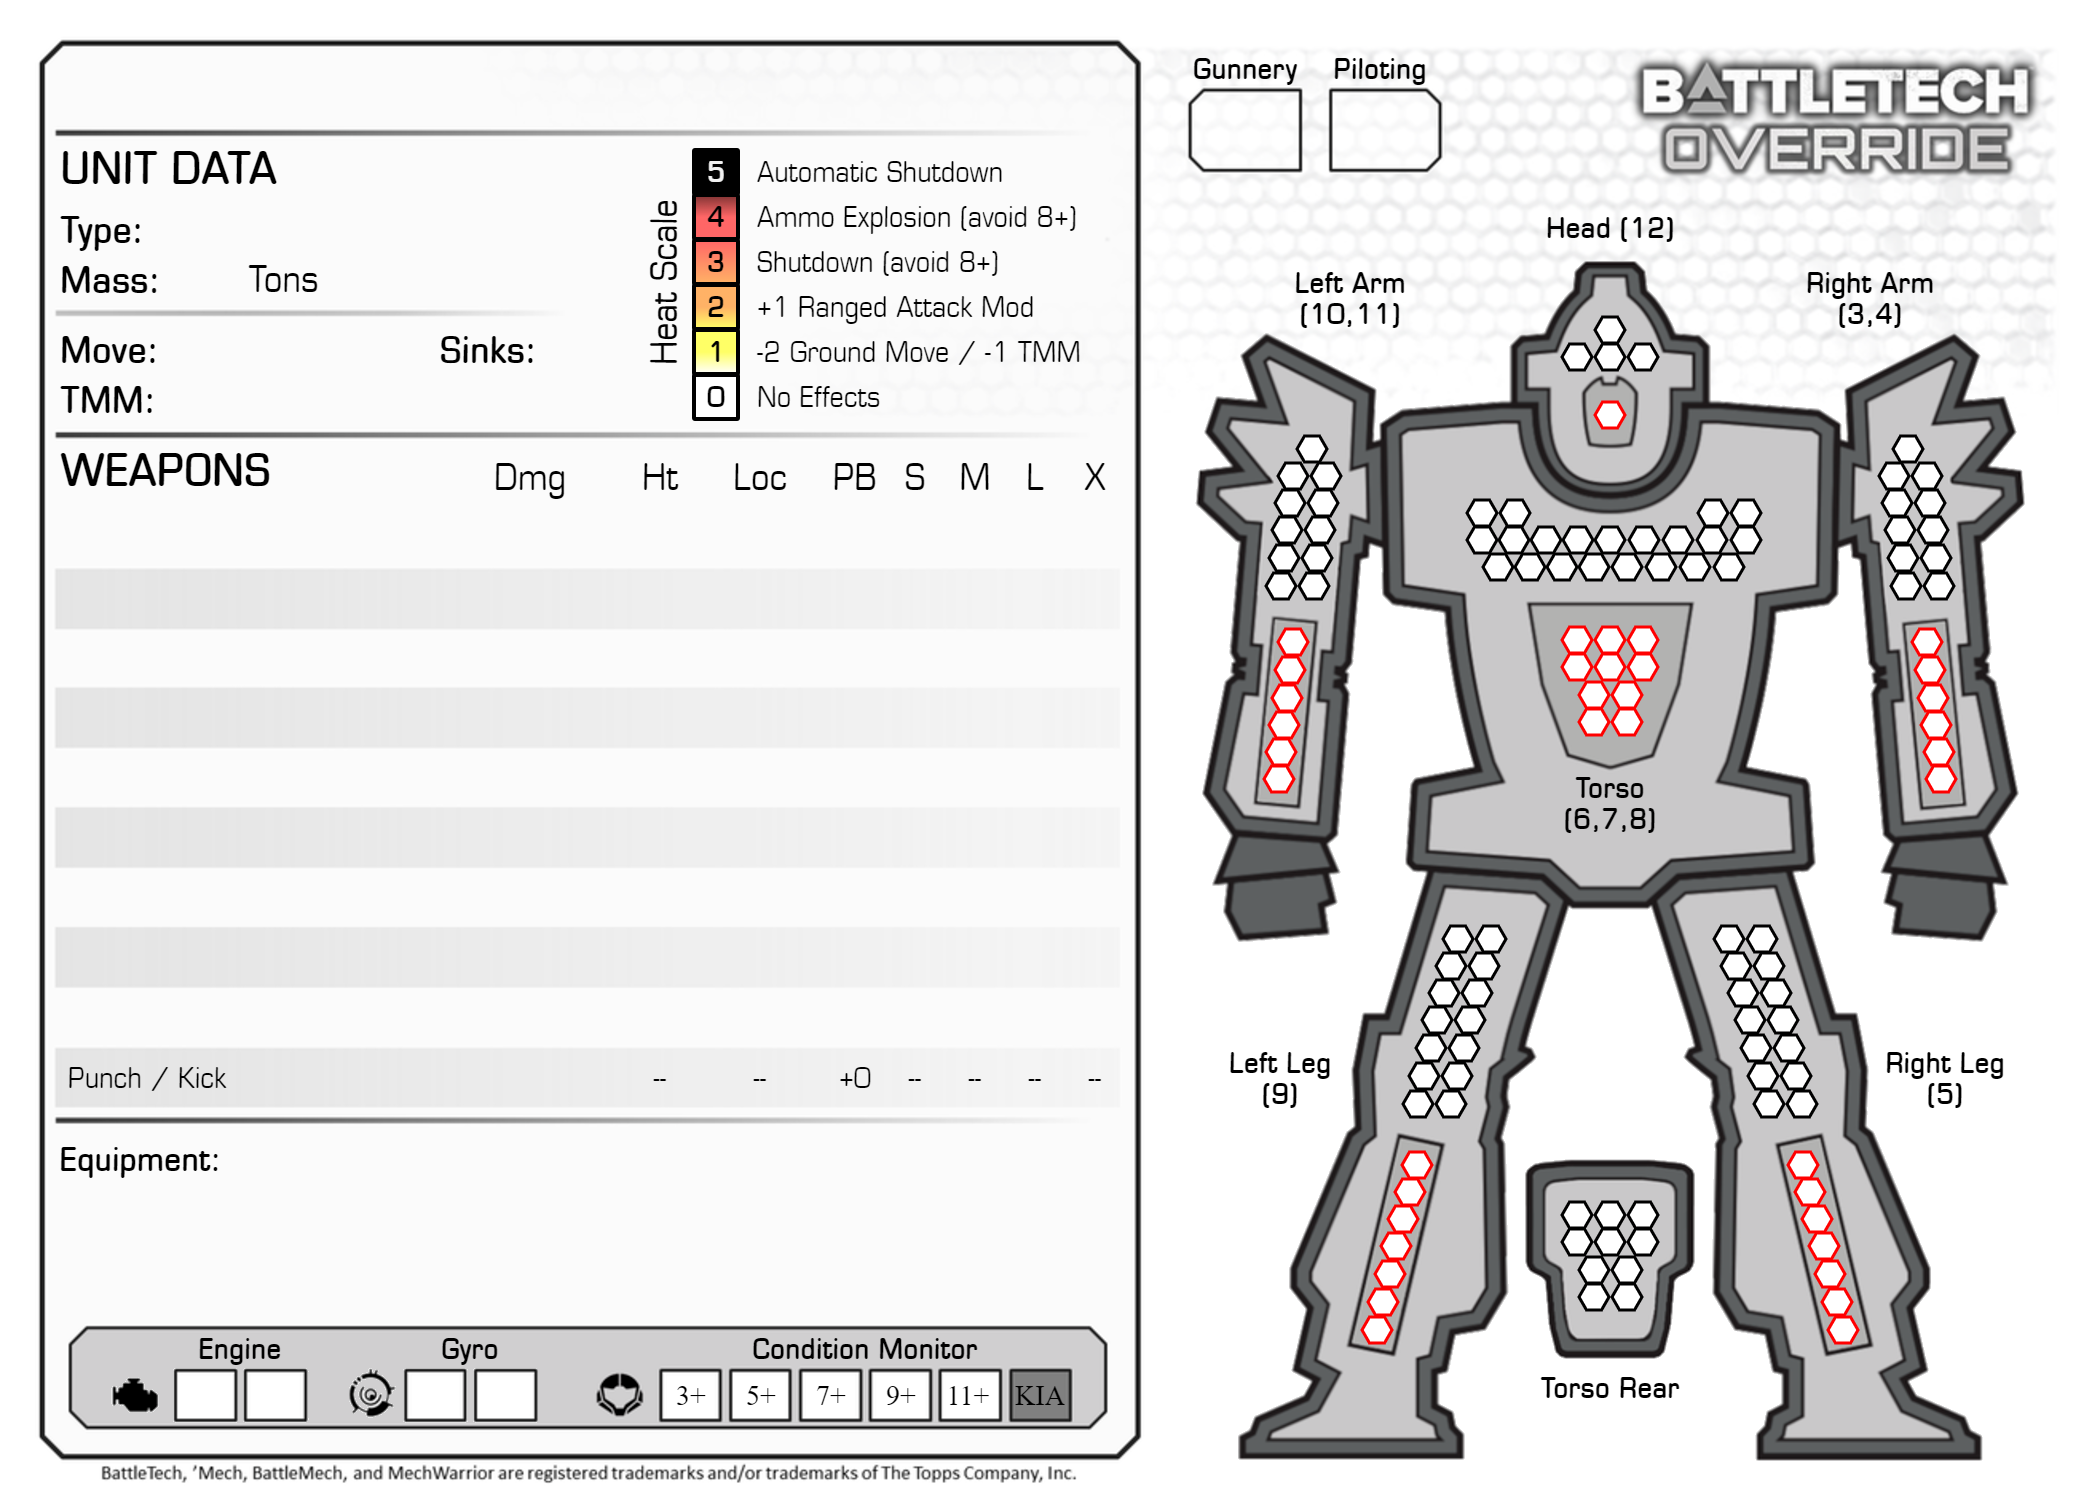 UNIT DATA
Type:
Mass: Tons
Move: Sinks:
TMM:
Heat Scale
5 Automatic Shutdown
4 Ammo Explosion (avoid 8+)
3 Shutdown (avoid 8+)
2 +1 Ranged Attack Mod
1 -2 Ground Move / -1 TMM
0 No Effects
WEAPONS Dmg Ht Loc PB S M L X
Punch / Kick -- -- +0 -- -- -- --
Equipment:
Engine Gyro Condition Monitor
3+ 5+ 7+ 9+ 11+ KIA
BattleTech, 'Mech, BattleMech, and MechWarrior are registered trademarks and/or trademarks of The Topps Company, Inc.
Gunnery Piloting
BATTLETECH
OVERRIDE
Head (12)
Left Arm
(10,11)
Right Arm
(3,4)
Torso
(6,7,8)
Left Leg
(9)
Right Leg
(5)
Torso Rear